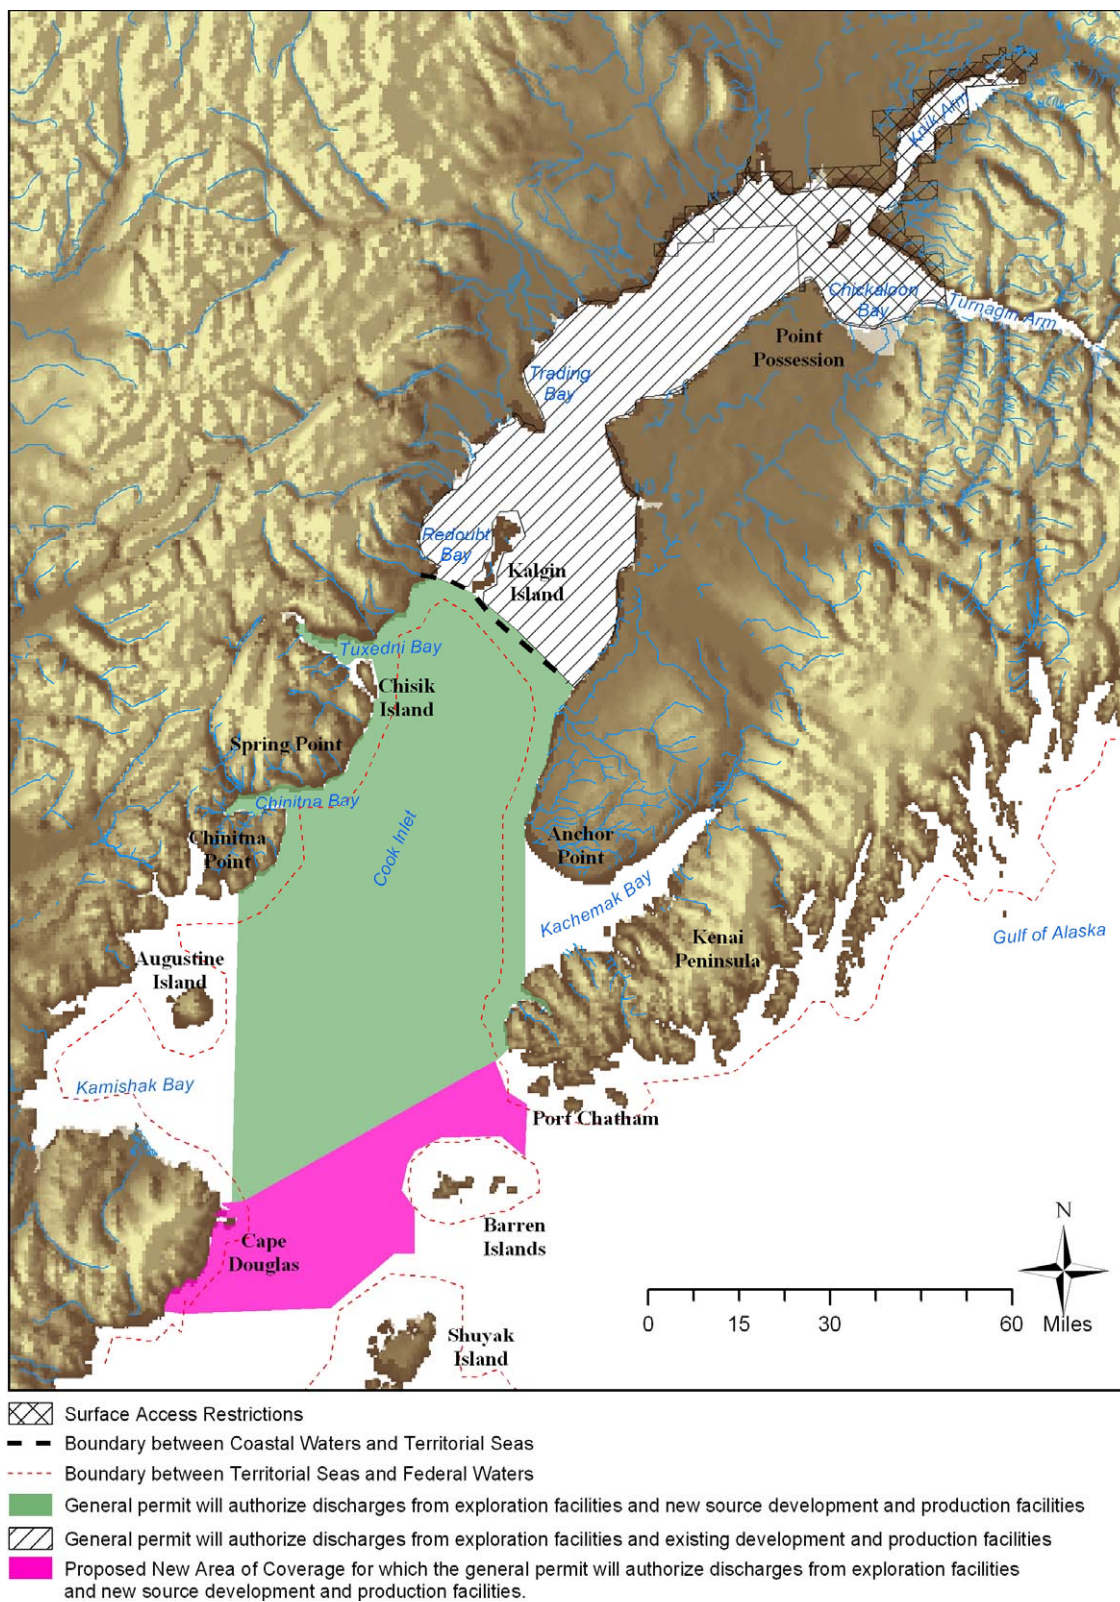 Knik Arm
Chickaloon
Bay
Turnagin Arm
Point
Possession
Trading
Bay
Redoubt
Bay
Kalgin
Island
Tuxedni Bay
Chisik
Island
Spring Point
Chinitna Bay
Chinitna
Point
Cook Inlet
Anchor
Point
Kachemak Bay
Kenai
Peninsula
Gulf of Alaska
Augustine
Island
Kamishak Bay
Port Chatham
Barren
Islands
Cape
Douglas
Shuyak
Island
N
0 15 30 60 Miles
Surface Access Restrictions
Boundary between Coastal Waters and Territorial Seas
Boundary between Territorial Seas and Federal Waters
General permit will authorize discharges from exploration facilities and new source development and production facilities
General permit will authorize discharges from exploration facilities and existing development and production facilities
Proposed New Area of Coverage for which the general permit will authorize discharges from exploration facilities
and new source development and production facilities.